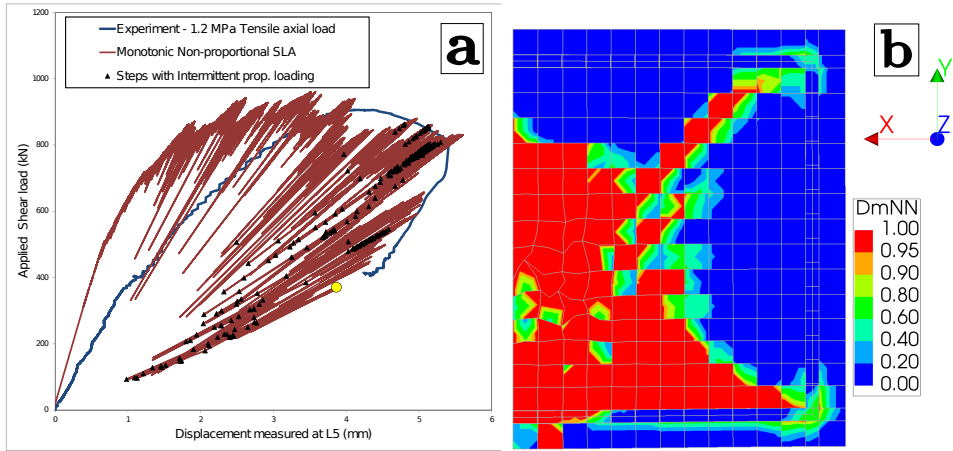 Experiment - 1.2 MPa Tensile axial load
Monotonic Non-proportional SLA
Steps with Intermittent prop. loading
a
1200
1000
800
600
400
200
0
0
1
2
3
4
5
6
Applied Shear load (kN)
Displacement measured at L5 (mm)
b
Y
X
Z
DmNN
1.00
0.95
0.90
0.80
0.60
0.40
0.20
0.00